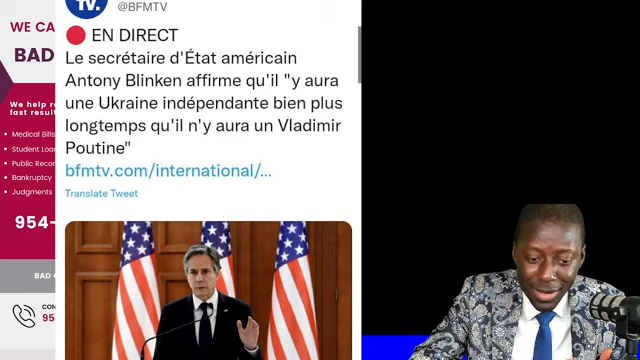 WE CA
BAD
We help re
fast result
• Medical Bills
• Student Loan
• Public Recor
• Bankruptcy
• Judgments
954-
BAD
CON
95
tv.
@BFMTV
🔴 EN DIRECT
Le secrétaire d'État américain
Antony Blinken affirme qu'il "y aura
une Ukraine indépendante bien plus
longtemps qu'il n'y aura un Vladimir
Poutine"
bfmtv.com/international/...
Translate Tweet